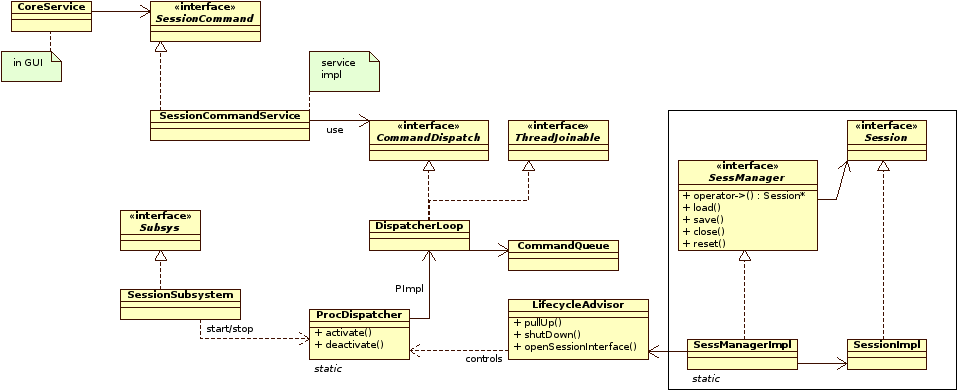 CoreService
«interface»
SessionCommand
in GUI
service
impl
SessionCommandService
use
«interface»
CommandDispatch
«interface»
ThreadJoinable
«interface»
Session
«interface»
SessManager
+ operator->() : Session*
+ load()
+ save()
+ close()
+ reset()
«interface»
Subsys
DispatcherLoop
CommandQueue
PImpl
SessionSubsystem
start/stop
ProcDispatcher
+ activate()
+ deactivate()
static
LifecycleAdvisor
+ pullUp()
+ shutDown()
+ openSessionInterface()
controls
SessManagerImpl
static
SessionImpl